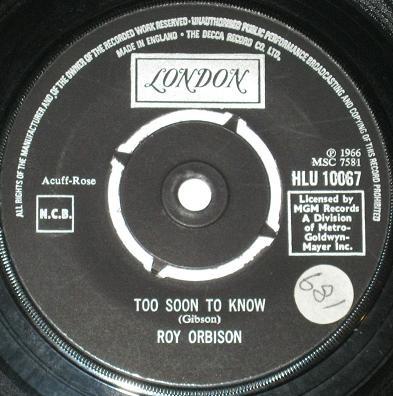 ALL RIGHTS OF THE MANUFACTURER AND OF THE OWNER OF THE RECORDED WORK RESERVED · UNAUTHORISED PUBLIC PERFORMANCE BROADCASTING AND COPYING OF THIS RECORD PROHIBITED
MADE IN ENGLAND · THE DECCA RECORD CO. LTD.
LONDON
℗ 1966
MSC 7581
Acuff-Rose
HLU 10067
N.C.B.
Licensed by
MGM Records
A Division
of Metro-
Goldwyn-
Mayer Inc.
TOO SOON TO KNOW
(Gibson)
ROY ORBISON